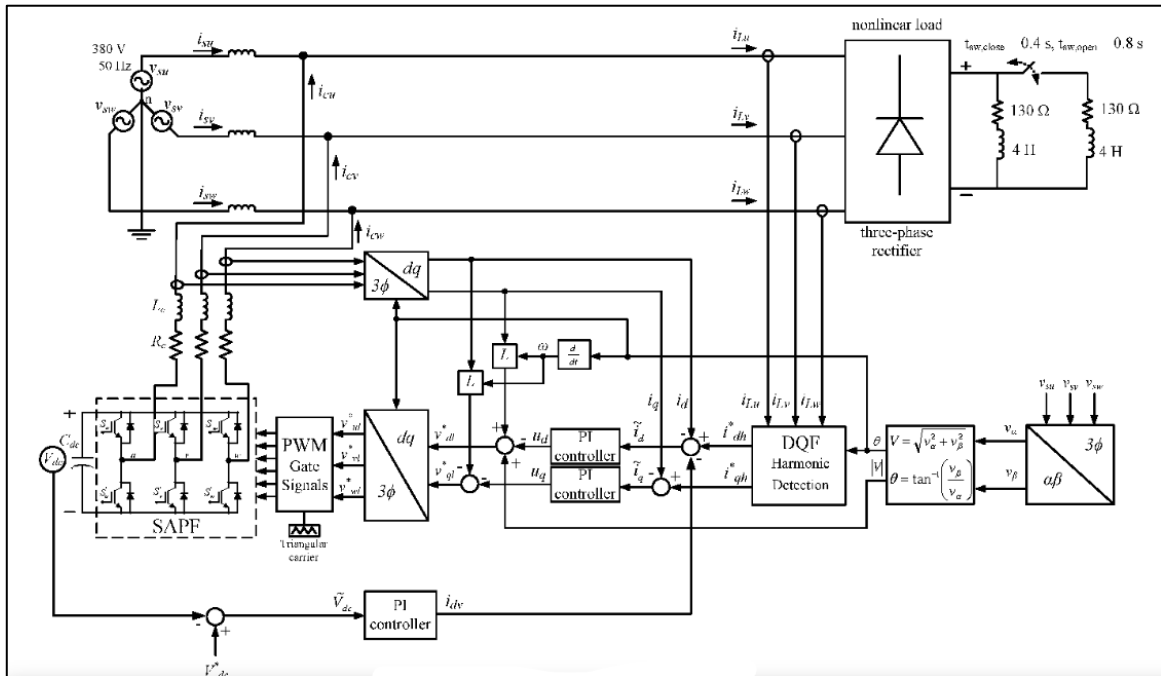 nonlinear load
t_sw,close 0.4 s, t_sw,open 0.8 s
380 V
50 Hz
i_su
v_su
n
v_sw
v_sv
i_sv
i_sw
i_cu
i_cv
i_cw
i_Lu
i_Lv
i_Lw
+
−
130 Ω
4 H
130 Ω
4 H
three-phase
rectifier
dq
3ϕ
L_c
R_c
L
L
ω
d/dt
i_q
i_d
i_Lu
i_Lv
i_Lw
v_su v_sv v_sw
C_dc
V_dc
+
−
u
v
w
SAPF
PWM
Gate
Signals
Triangular
carrier
v*_ul
v*_vl
v*_wl
dq
3ϕ
v*_dl
v*_ql
u_d
u_q
PI
controller
PI
controller
ĩ_d
ĩ_q
i*_dh
i*_qh
DQF
Harmonic
Detection
θ
|V|
V = √(v_α² + v_β²)
θ = tan⁻¹(v_β/v_α)
v_α
v_β
3ϕ
αβ
Ṽ_dc
PI
controller
i_dv
-
+
V*_dc